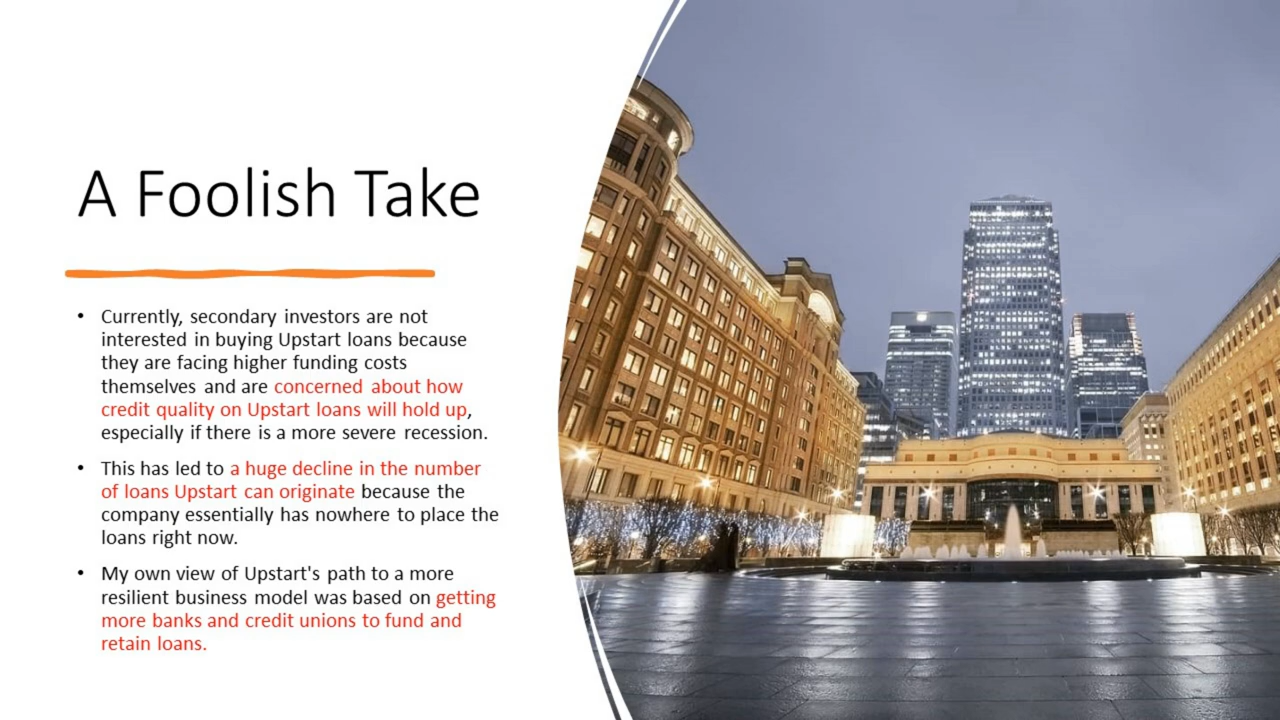 A Foolish Take
• Currently, secondary investors are not
interested in buying Upstart loans because
they are facing higher funding costs
themselves and are concerned about how
credit quality on Upstart loans will hold up,
especially if there is a more severe recession.
• This has led to a huge decline in the number
of loans Upstart can originate because the
company essentially has nowhere to place the
loans right now.
• My own view of Upstart's path to a more
resilient business model was based on getting
more banks and credit unions to fund and
retain loans.